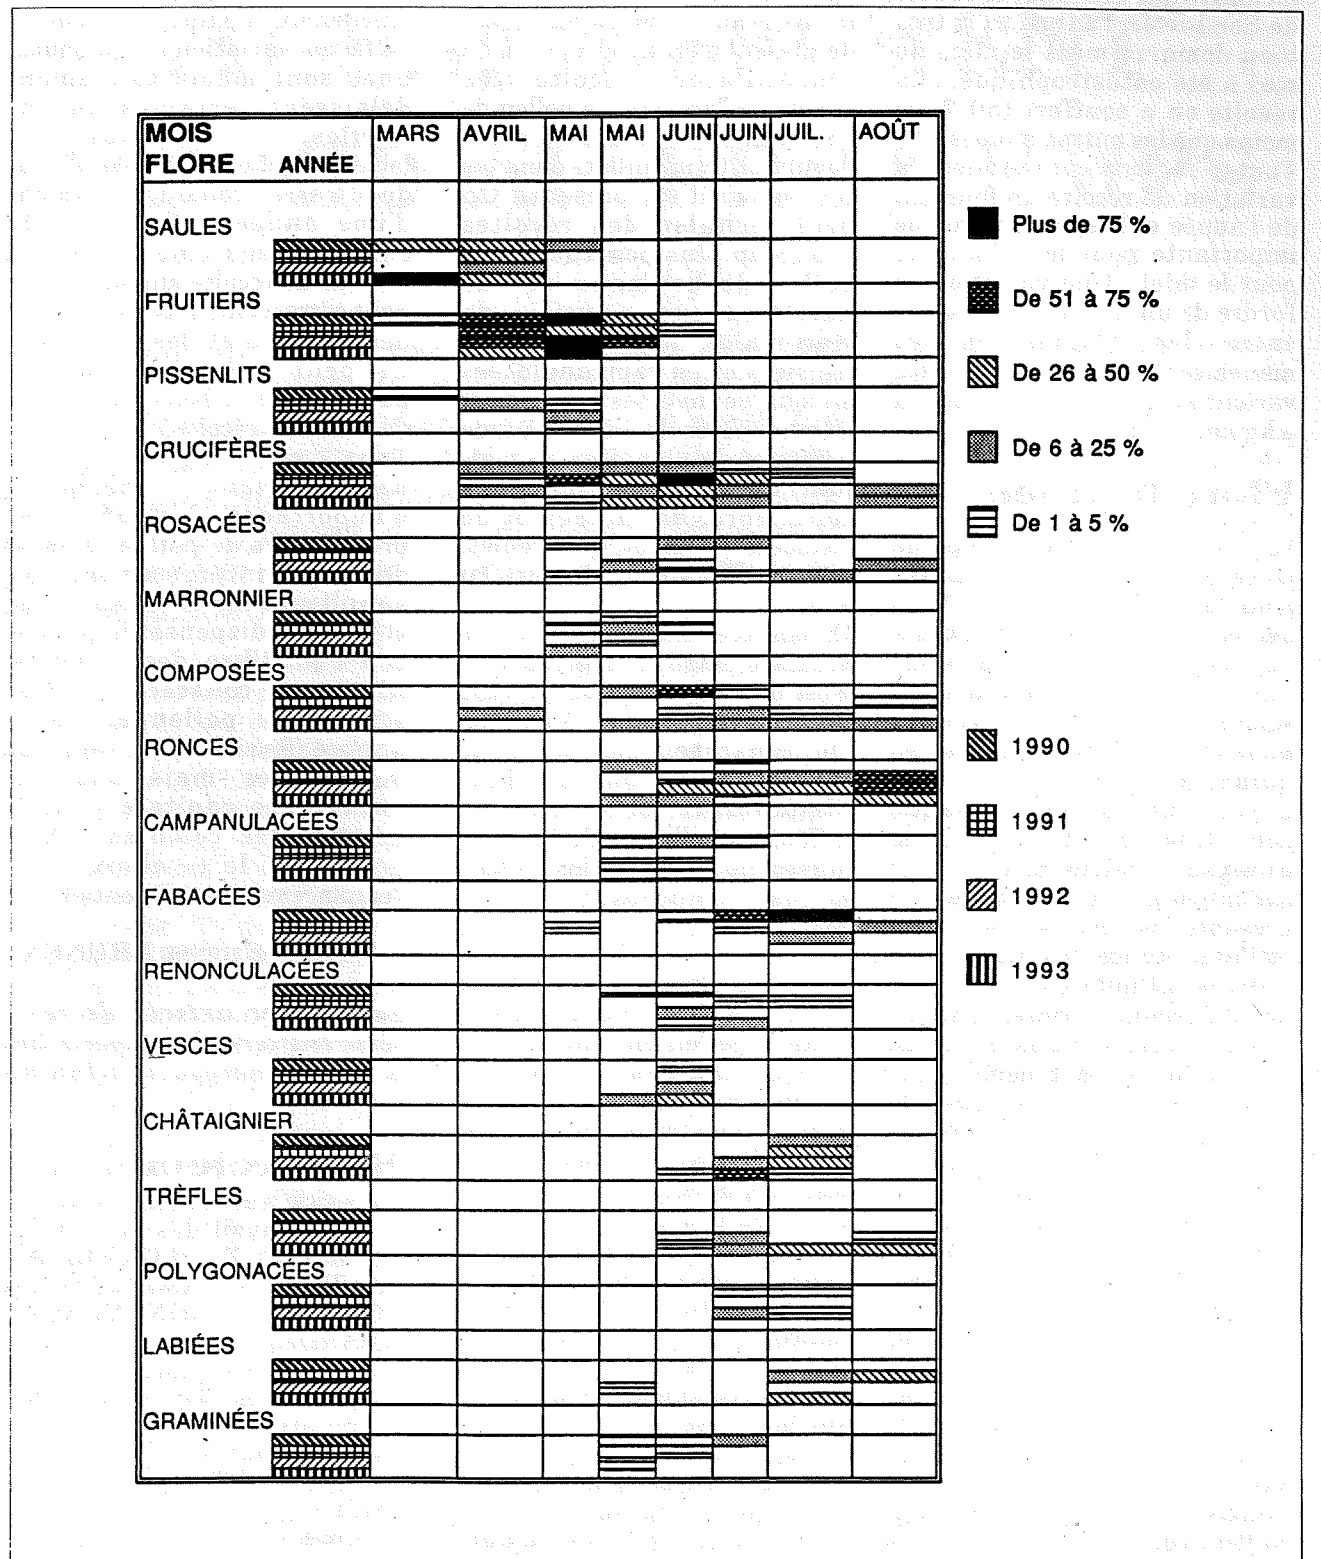 MOIS MARS AVRIL MAI MAI JUIN JUIN JUIL. AOÛT
FLORE ANNÉE
SAULES
FRUITIERS
PISSENLITS
CRUCIFÈRES
ROSACÉES
MARRONNIER
COMPOSÉES
RONCES
CAMPANULACÉES
FABACÉES
RENONCULACÉES
VESCES
CHÂTAIGNIER
TRÈFLES
POLYGONACÉES
LABIÉES
GRAMINÉES
Plus de 75 %
De 51 à 75 %
De 26 à 50 %
De 6 à 25 %
De 1 à 5 %
1990
1991
1992
1993